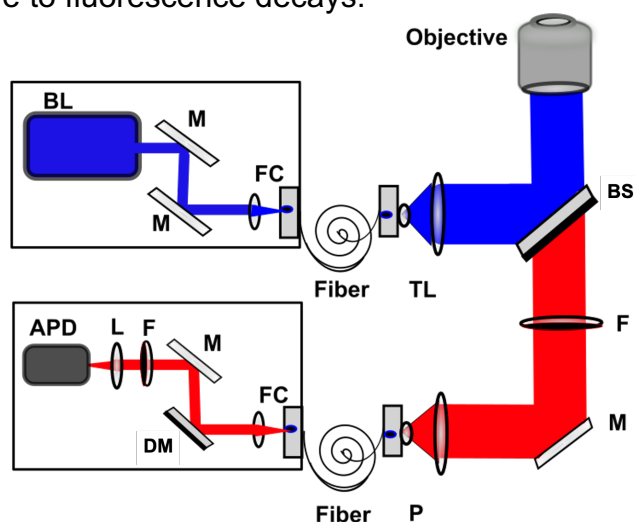 e to fluorescence decays.
Objective
BL
M
FC
M
BS
Fiber
TL
APD
L
F
M
F
FC
DM
M
Fiber
P